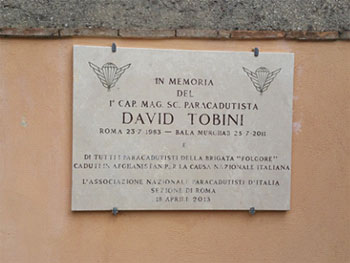 IN MEMORIA
DEL
1° CAP. MAG. SC. PARACADUTISTA
DAVID TOBINI
ROMA 23-7-1983 – BALA MURGHAB 25-7-2011
E
DI TUTTI I PARACADUTISTI DELLA BRIGATA "FOLGORE"
CADUTI IN AFGHANISTAN PER LA CAUSA NAZIONALE ITALIANA
L'ASSOCIAZIONE NAZIONALE PARACADUTISTI D'ITALIA
SEZIONE DI ROMA
18 APRILE 2013